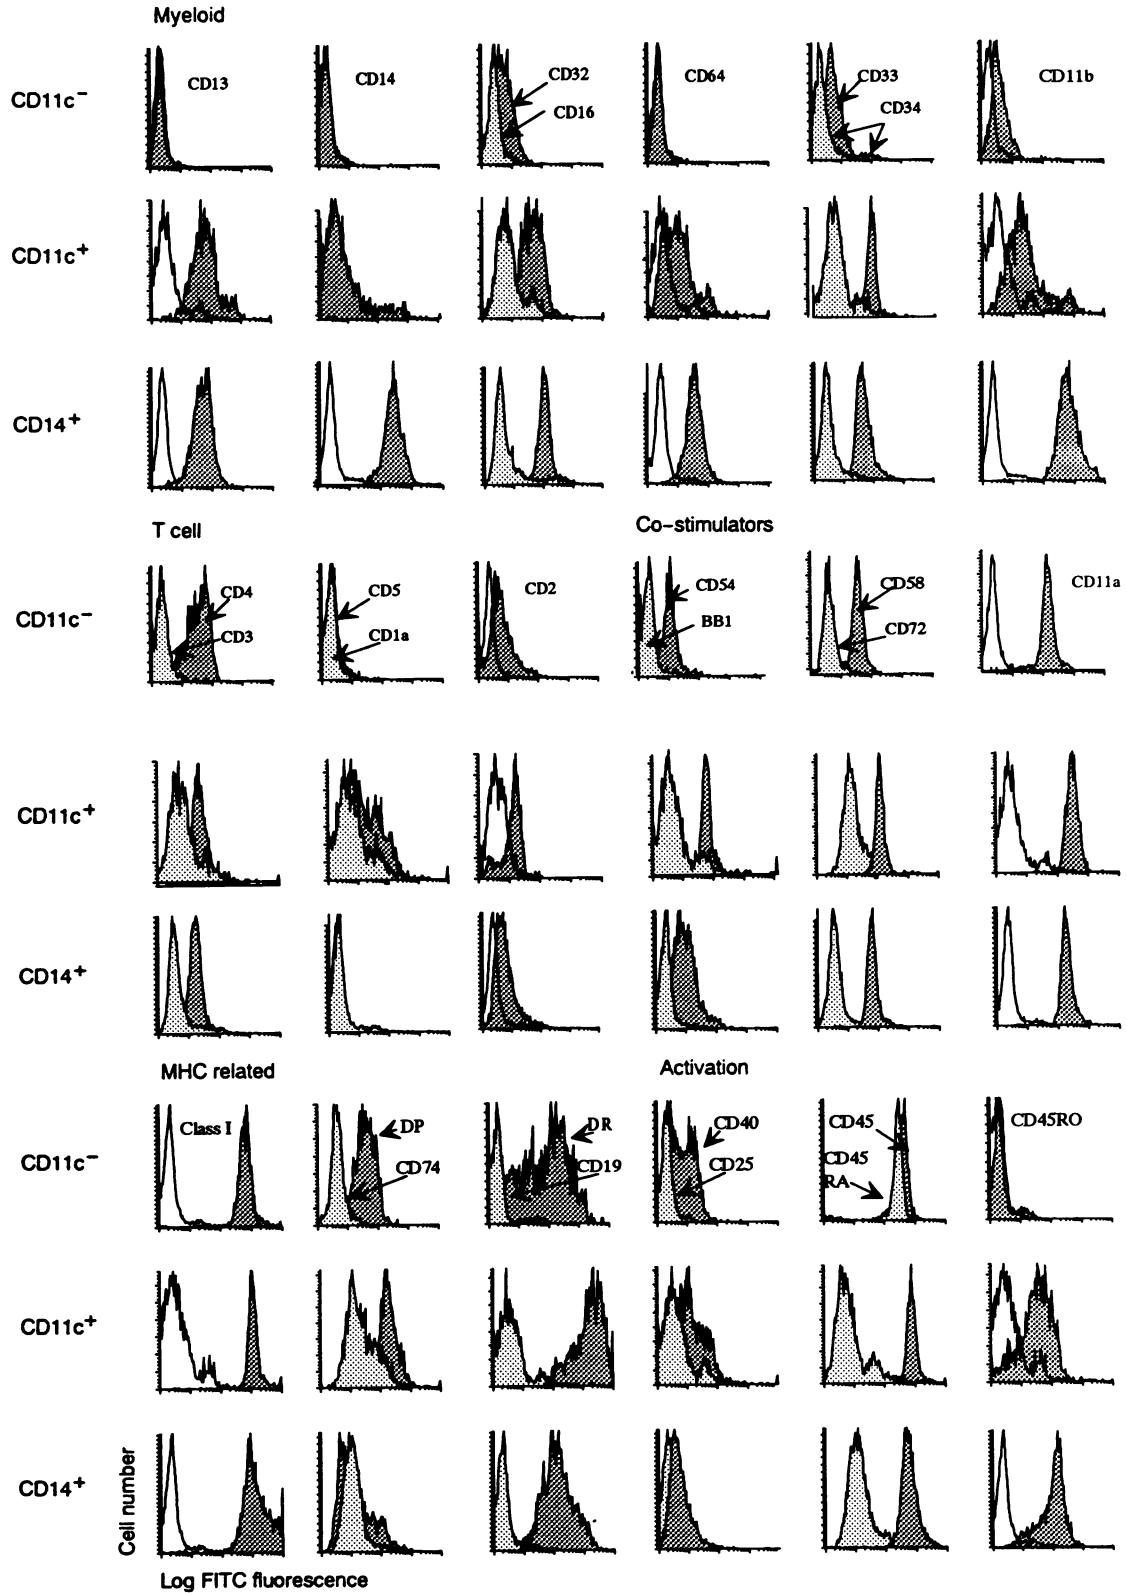 Myeloid
CD11c⁻
CD13
CD14
CD32
CD16
CD64
CD33
CD34
CD11b
CD11c⁺
CD14⁺
T cell
Co-stimulators
CD11c⁻
CD4
CD3
CD5
CD1a
CD2
CD54
BB1
CD58
CD72
CD11a
CD11c⁺
CD14⁺
MHC related
Activation
CD11c⁻
Class I
DP
CD74
DR
CD19
CD40
CD25
CD45
CD45
RA
CD45RO
CD11c⁺
CD14⁺
Cell number
Log FITC fluorescence